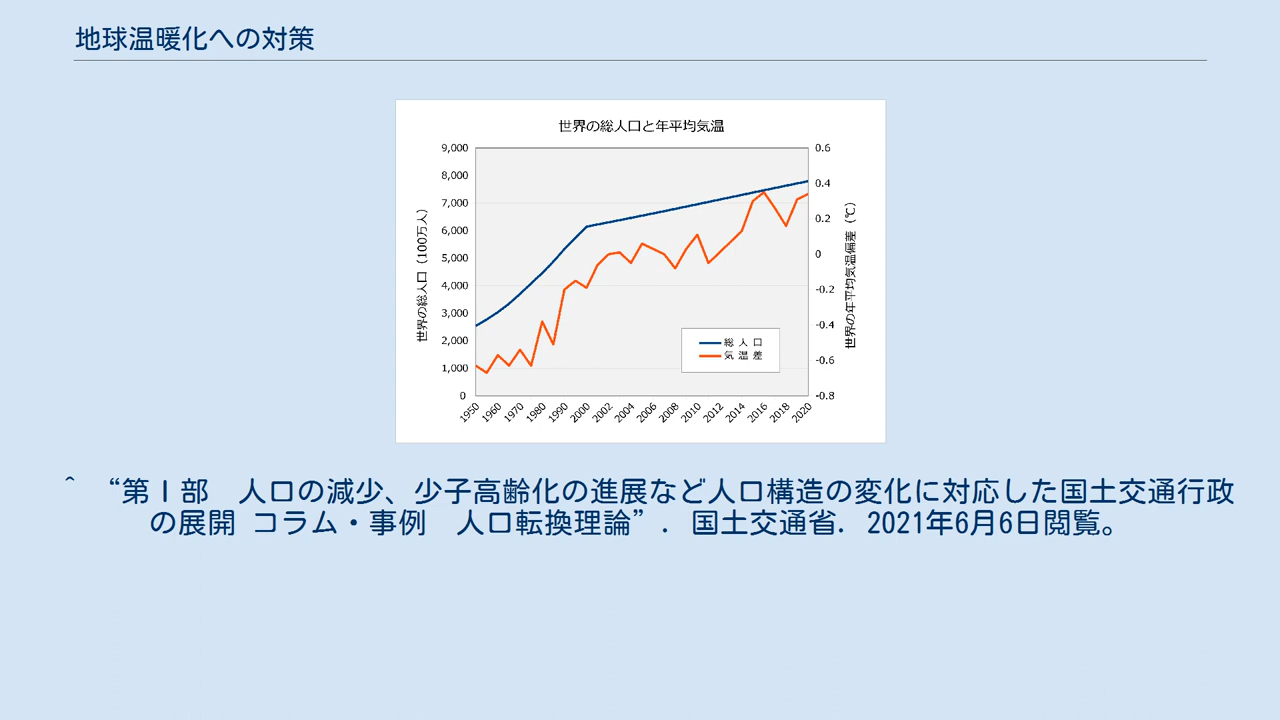 地球温暖化への対策
世界の総人口と年平均気温
9,000
8,000
7,000
6,000
5,000
4,000
3,000
2,000
1,000
0
世界の総人口（100万人）
0.6
0.4
0.2
0
-0.2
-0.4
-0.6
-0.8
世界の年平均気温偏差（℃）
総人口
気温差
1950 1960 1970 1980 1990 2000 2002 2004 2006 2008 2010 2012 2014 2016 2018 2020
^ “第Ⅰ部　人口の減少、少子高齢化の進展など人口構造の変化に対応した国土交通行政
の展開 コラム・事例　人口転換理論”. 国土交通省. 2021年6月6日閲覧。